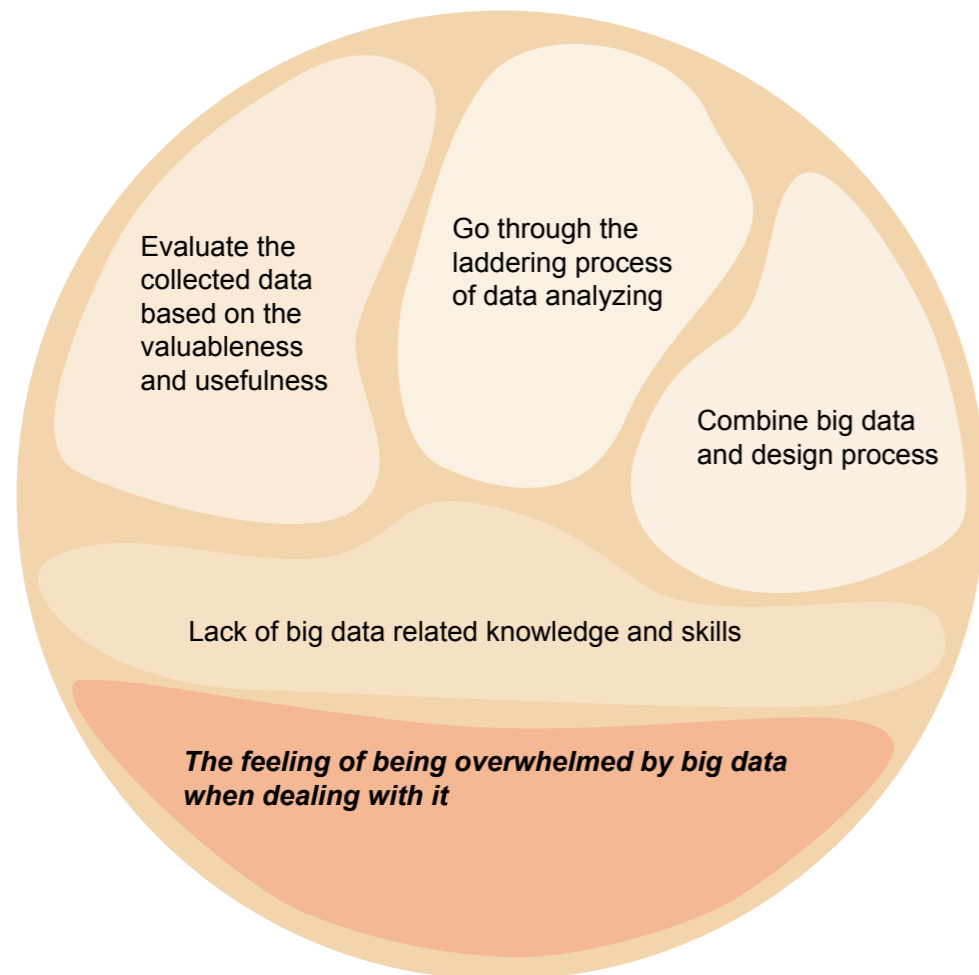 Evaluate the
collected data
based on the
valuableness
and usefulness
Go through the
laddering process
of data analyzing
Combine big data
and design process
Lack of big data related knowledge and skills
The feeling of being overwhelmed by big data
when dealing with it